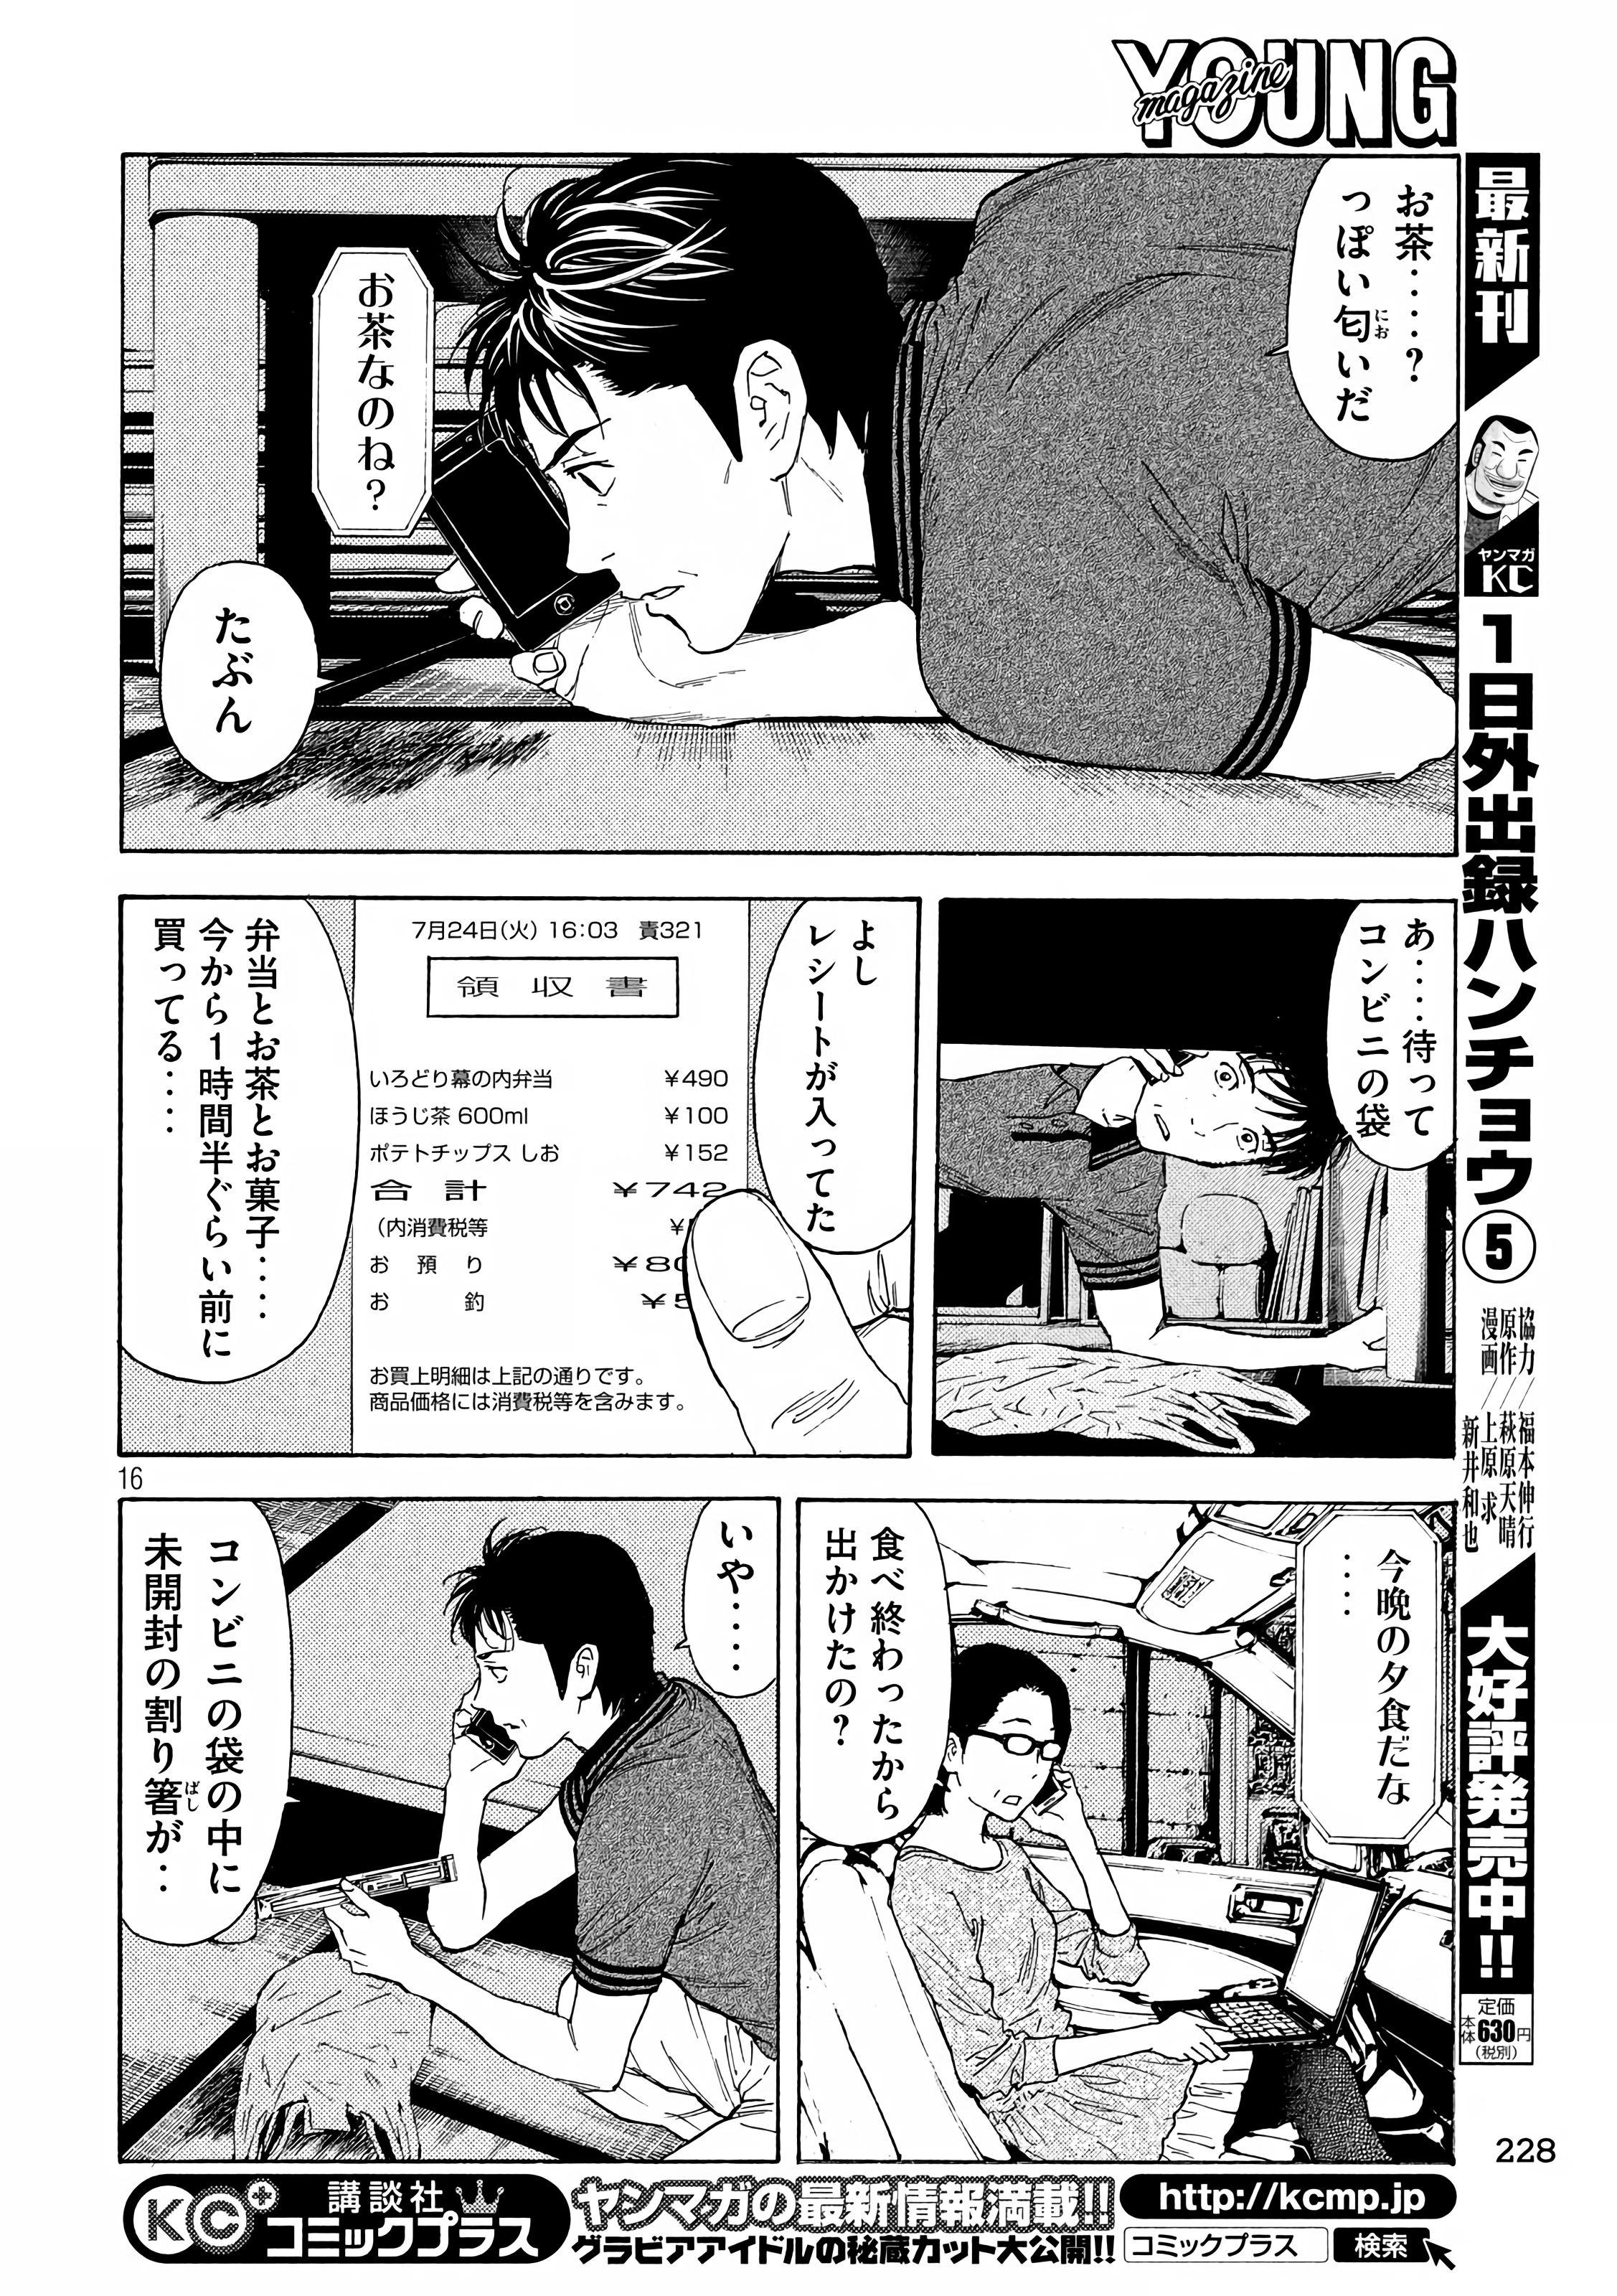 YOUNG
magazine
お茶‥‥?
っぽい匂いだ
にお
お茶なのね?
たぶん
あ‥‥待って
コンビニの袋
よし
レシートが入ってた
7月24日(火) 16:03 責321
領収書
いろどり幕の内弁当 ¥490
ほうじ茶 600ml ¥100
ポテトチップス しお ¥152
合計 ¥742
(内消費税等
お預り ¥80
お釣 ¥5
お買上明細は上記の通りです。
商品価格には消費税等を含みます。
弁当とお茶とお菓子‥‥
今から1時間半ぐらい前に
買ってる‥‥
16
今晩の夕食だな
‥‥
食べ終わったから
出かけたの?
いや‥‥
コンビニの袋の中に
未開封の割り箸が‥
ばし
最新刊
ヤンマガ
KC
1日外出録ハンチョウ⑤
協力/福本伸行
原作/萩原天晴
漫画/上原求
新井和也
大好評発売中!!
定価
本体630円
(税別)
228
KC+
講談社
コミックプラス
ヤンマガの最新情報満載!!
グラビアアイドルの秘蔵カット大公開!!
http://kcmp.jp
コミックプラス 検索